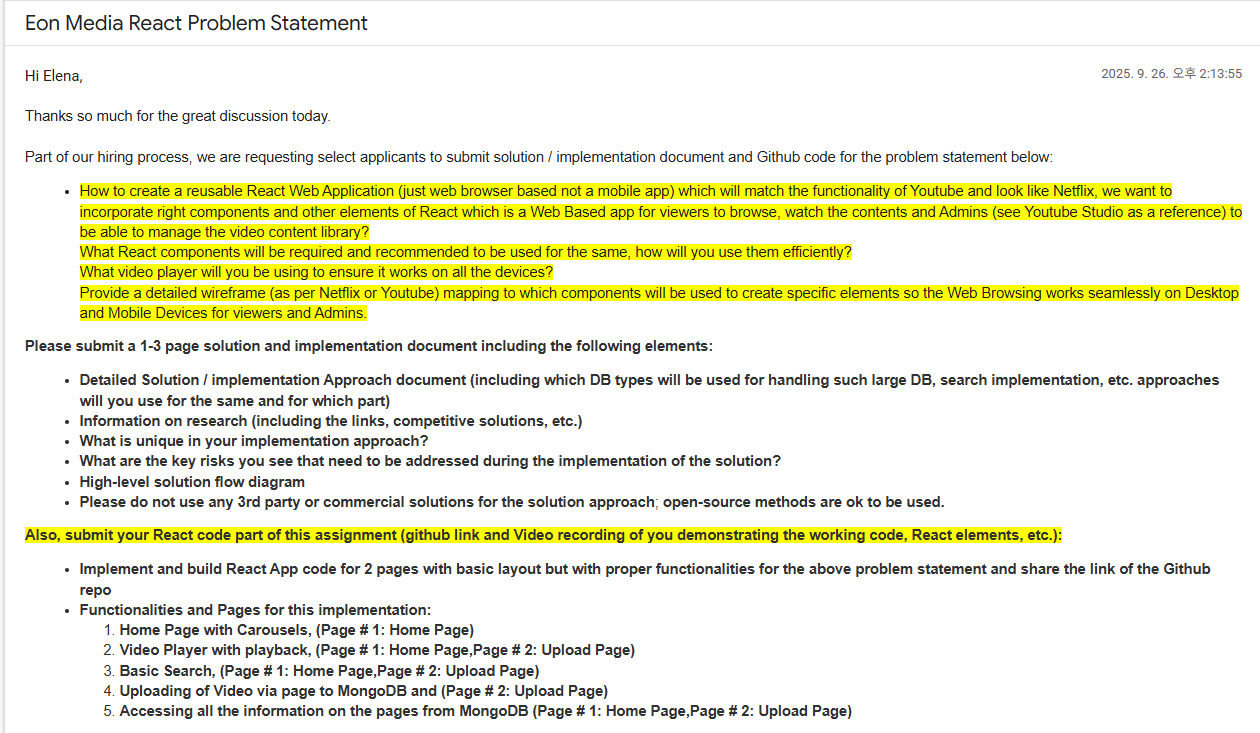 Eon Media React Problem Statement
Hi Elena,
2025. 9. 26. 오후 2:13:55
Thanks so much for the great discussion today.
Part of our hiring process, we are requesting select applicants to submit solution / implementation document and Github code for the problem statement below:
• How to create a reusable React Web Application (just web browser based not a mobile app) which will match the functionality of Youtube and look like Netflix, we want to
incorporate right components and other elements of React which is a Web Based app for viewers to browse, watch the contents and Admins (see Youtube Studio as a reference) to
be able to manage the video content library?
What React components will be required and recommended to be used for the same, how will you use them efficiently?
What video player will you be using to ensure it works on all the devices?
Provide a detailed wireframe (as per Netflix or Youtube) mapping to which components will be used to create specific elements so the Web Browsing works seamlessly on Desktop
and Mobile Devices for viewers and Admins.
Please submit a 1-3 page solution and implementation document including the following elements:
• Detailed Solution / implementation Approach document (including which DB types will be used for handling such large DB, search implementation, etc. approaches
will you use for the same and for which part)
• Information on research (including the links, competitive solutions, etc.)
• What is unique in your implementation approach?
• What are the key risks you see that need to be addressed during the implementation of the solution?
• High-level solution flow diagram
• Please do not use any 3rd party or commercial solutions for the solution approach; open-source methods are ok to be used.
Also, submit your React code part of this assignment (github link and Video recording of you demonstrating the working code, React elements, etc.):
• Implement and build React App code for 2 pages with basic layout but with proper functionalities for the above problem statement and share the link of the Github
repo
• Functionalities and Pages for this implementation:
1. Home Page with Carousels, (Page # 1: Home Page)
2. Video Player with playback, (Page # 1: Home Page,Page # 2: Upload Page)
3. Basic Search, (Page # 1: Home Page,Page # 2: Upload Page)
4. Uploading of Video via page to MongoDB and (Page # 2: Upload Page)
5. Accessing all the information on the pages from MongoDB (Page # 1: Home Page,Page # 2: Upload Page)